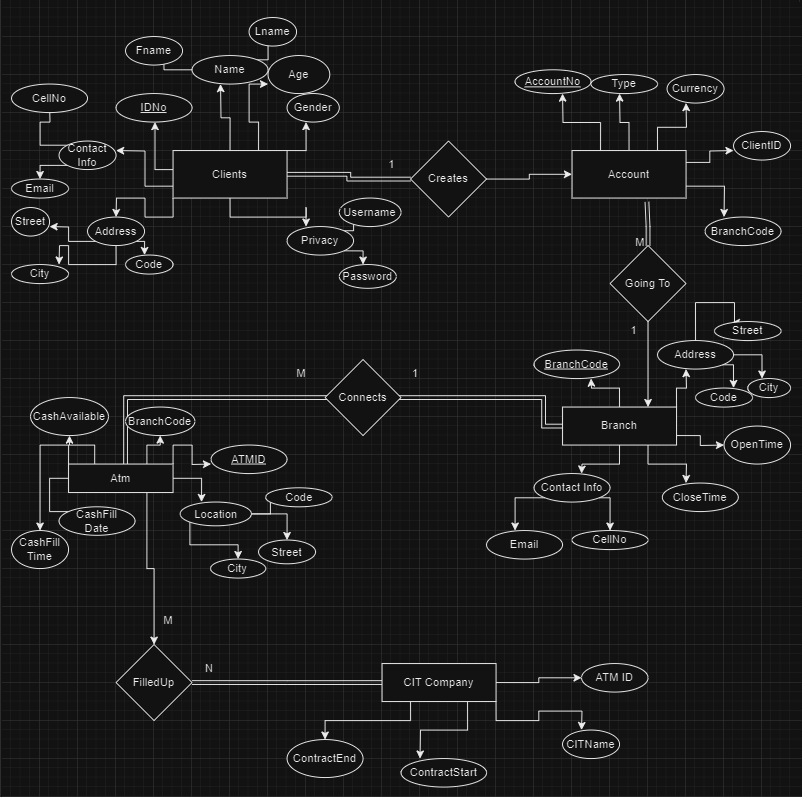 Lname
Fname
Name
Age
CellNo
IDNo
Gender
AccountNo
Type
Currency
Contact
Info
Clients
1
Creates
Account
ClientID
Email
Street
Address
Username
Privacy
BranchCode
City
Code
Password
M
Going To
1
Street
Address
BranchCode
City
Code
M
Connects
1
CashAvailable
BranchCode
Branch
OpenTime
ATMID
Atm
Contact Info
CloseTime
Code
Location
CashFill
Date
CashFill
Time
Street
City
Email
CellNo
M
N
FilledUp
CIT Company
ATM ID
CITName
ContractEnd
ContractStart